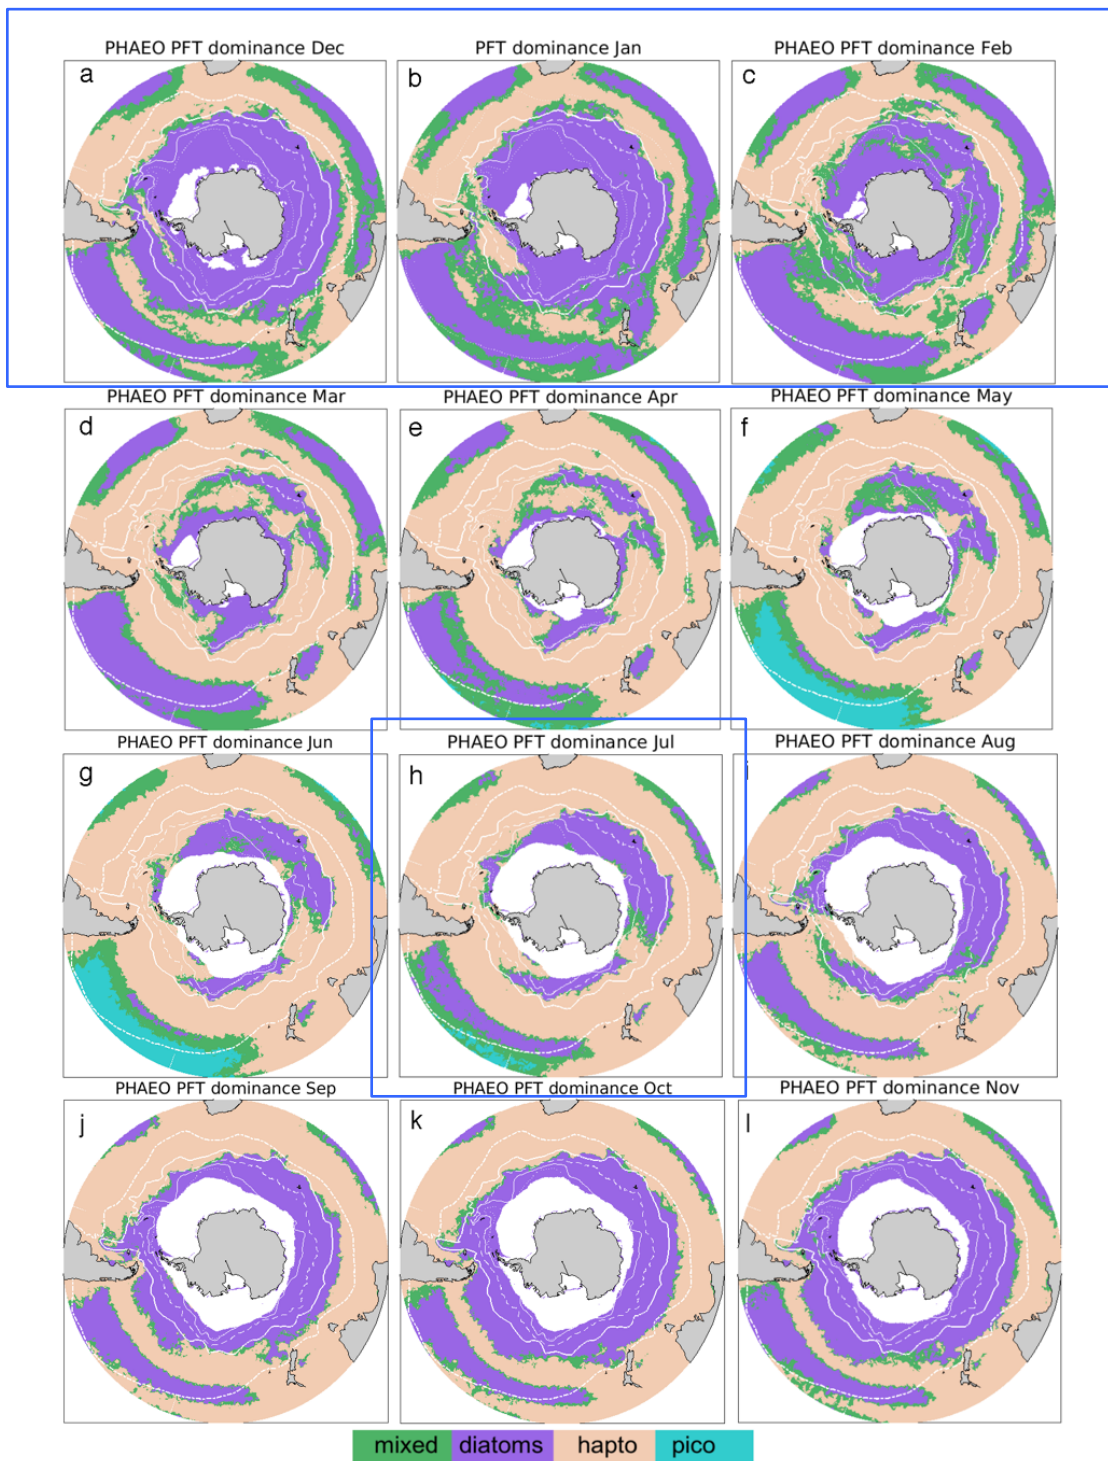 PHAEO PFT dominance Dec
PFT dominance Jan
PHAEO PFT dominance Feb
a
b
c
PHAEO PFT dominance Mar
PHAEO PFT dominance Apr
PHAEO PFT dominance May
d
e
f
PHAEO PFT dominance Jun
PHAEO PFT dominance Jul
PHAEO PFT dominance Aug
g
h
i
PHAEO PFT dominance Sep
PHAEO PFT dominance Oct
PHAEO PFT dominance Nov
j
k
l
mixed diatoms hapto pico